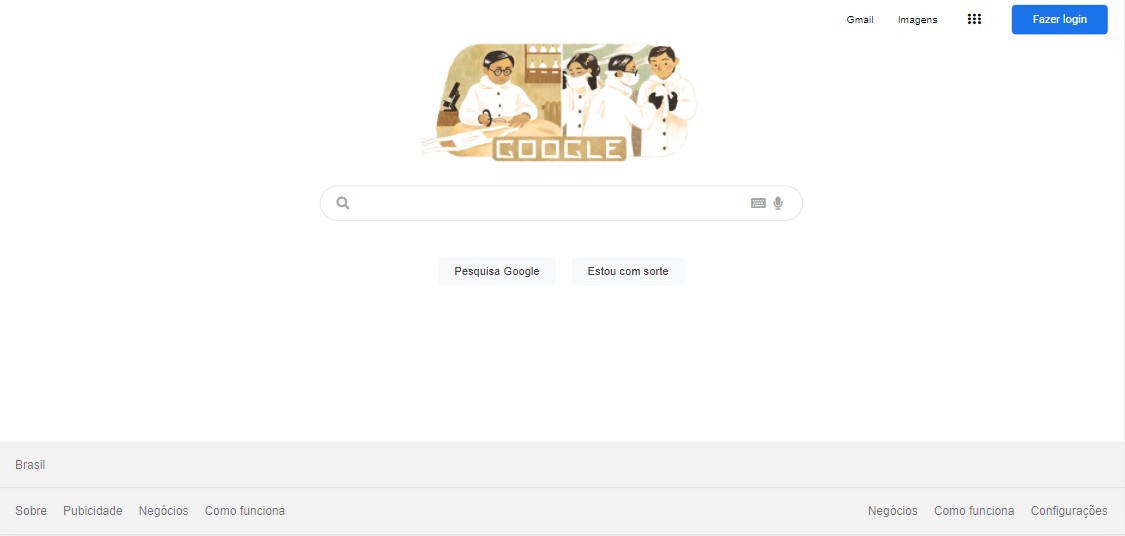 Gmail Imagens Fazer login
GOOGLE
Pesquisa Google Estou com sorte
Brasil
Sobre Pubicidade Negócios Como funciona Negócios Como funciona Configurações